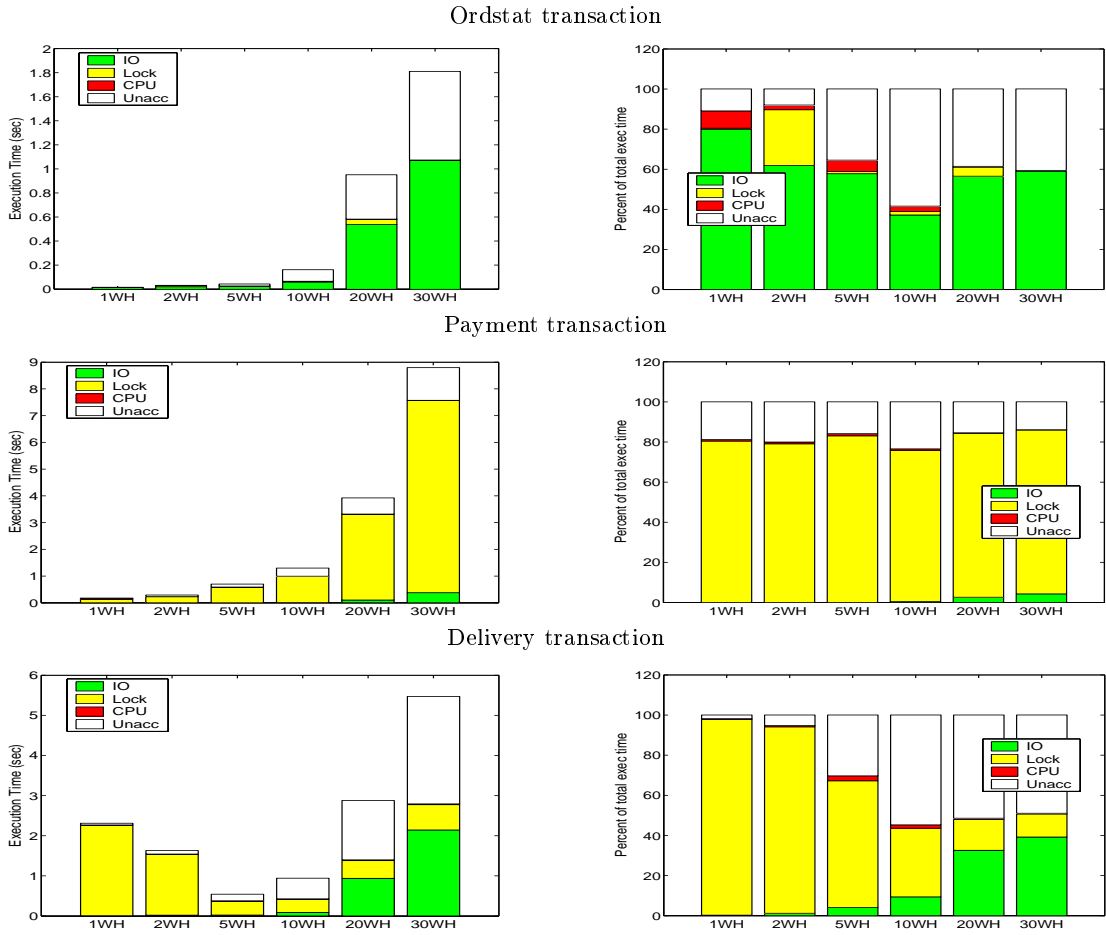 Ordstat transaction
Execution Time (sec)
2
1.8
1.6
1.4
1.2
1
0.8
0.6
0.4
0.2
0
IO
Lock
CPU
Unacc
1WH 2WH 5WH 10WH 20WH 30WH
Percent of total exec time
120
100
80
60
40
20
0
IO
Lock
CPU
Unacc
1WH 2WH 5WH 10WH 20WH 30WH
Payment transaction
Execution Time (sec)
9
8
7
6
5
4
3
2
1
0
IO
Lock
CPU
Unacc
1WH 2WH 5WH 10WH 20WH 30WH
Percent of total exec time
120
100
80
60
40
20
0
IO
Lock
CPU
Unacc
1WH 2WH 5WH 10WH 20WH 30WH
Delivery transaction
Execution Time (sec)
6
5
4
3
2
1
0
IO
Lock
CPU
Unacc
1WH 2WH 5WH 10WH 20WH 30WH
Percent of total exec time
120
100
80
60
40
20
0
IO
Lock
CPU
Unacc
1WH 2WH 5WH 10WH 20WH 30WH